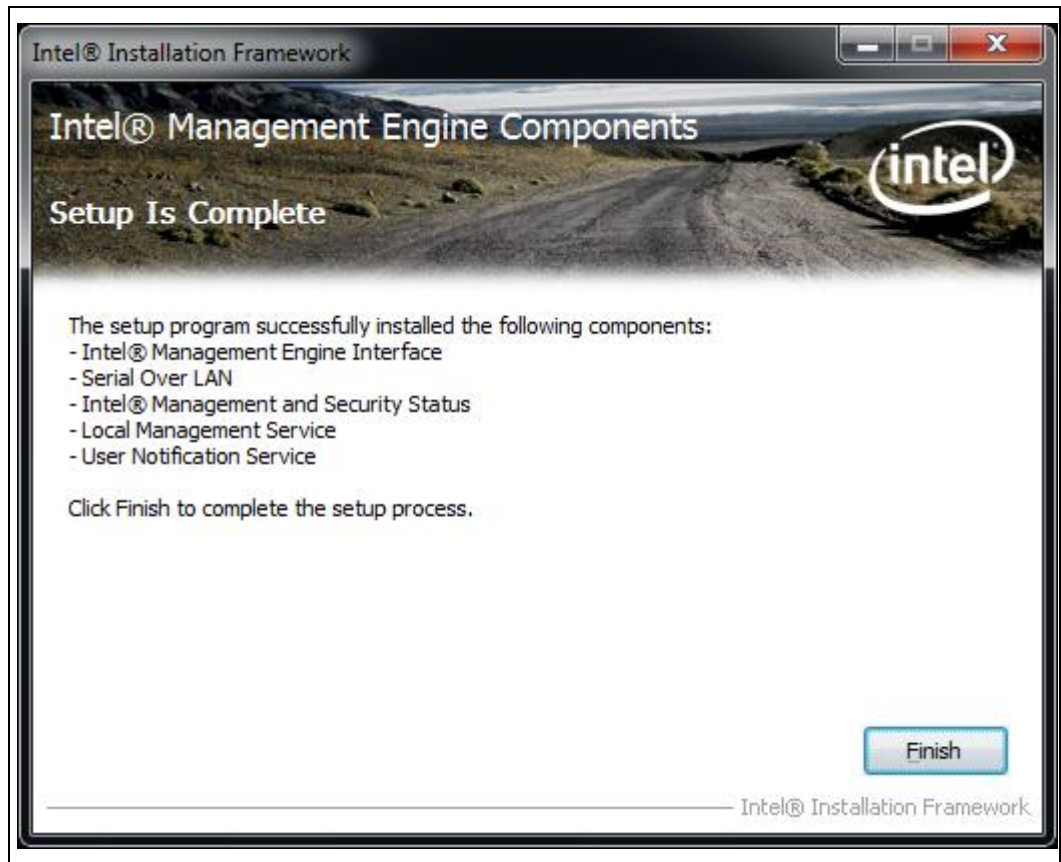 Intel® Installation Framework
Intel® Management Engine Components
intel®
Setup Is Complete
The setup program successfully installed the following components:
- Intel® Management Engine Interface
- Serial Over LAN
- Intel® Management and Security Status
- Local Management Service
- User Notification Service
Click Finish to complete the setup process.
Finish
Intel® Installation Framework